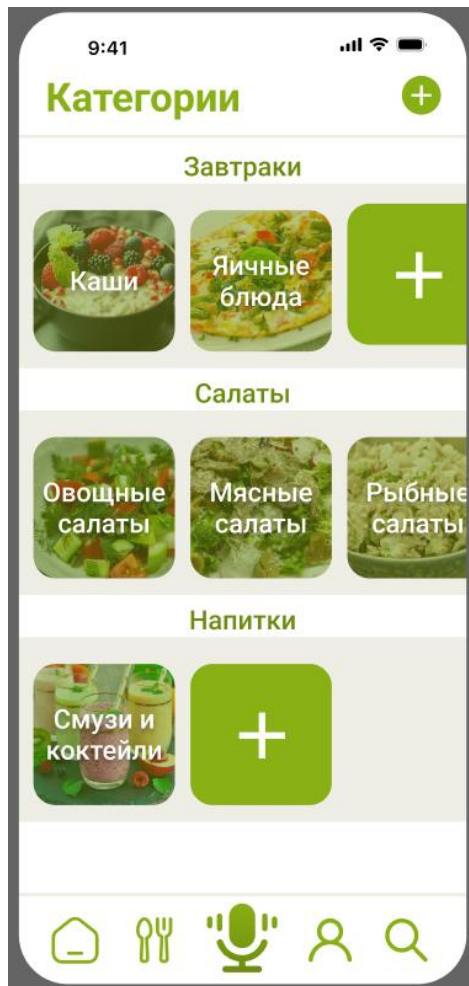 9:41
Категории
Завтраки
Каши
Яичные
блюда
Салаты
Овощные
салаты
Мясные
салаты
Рыбные
салаты
Напитки
Смузи и
коктейли